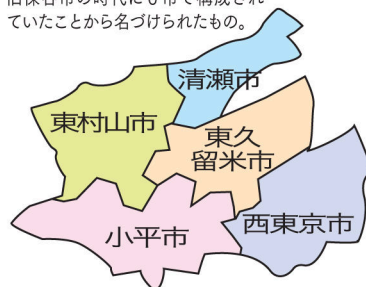 ていたことから名づけられたもの。
清瀬市
東村山市
東久
留米市
小平市
西東京市